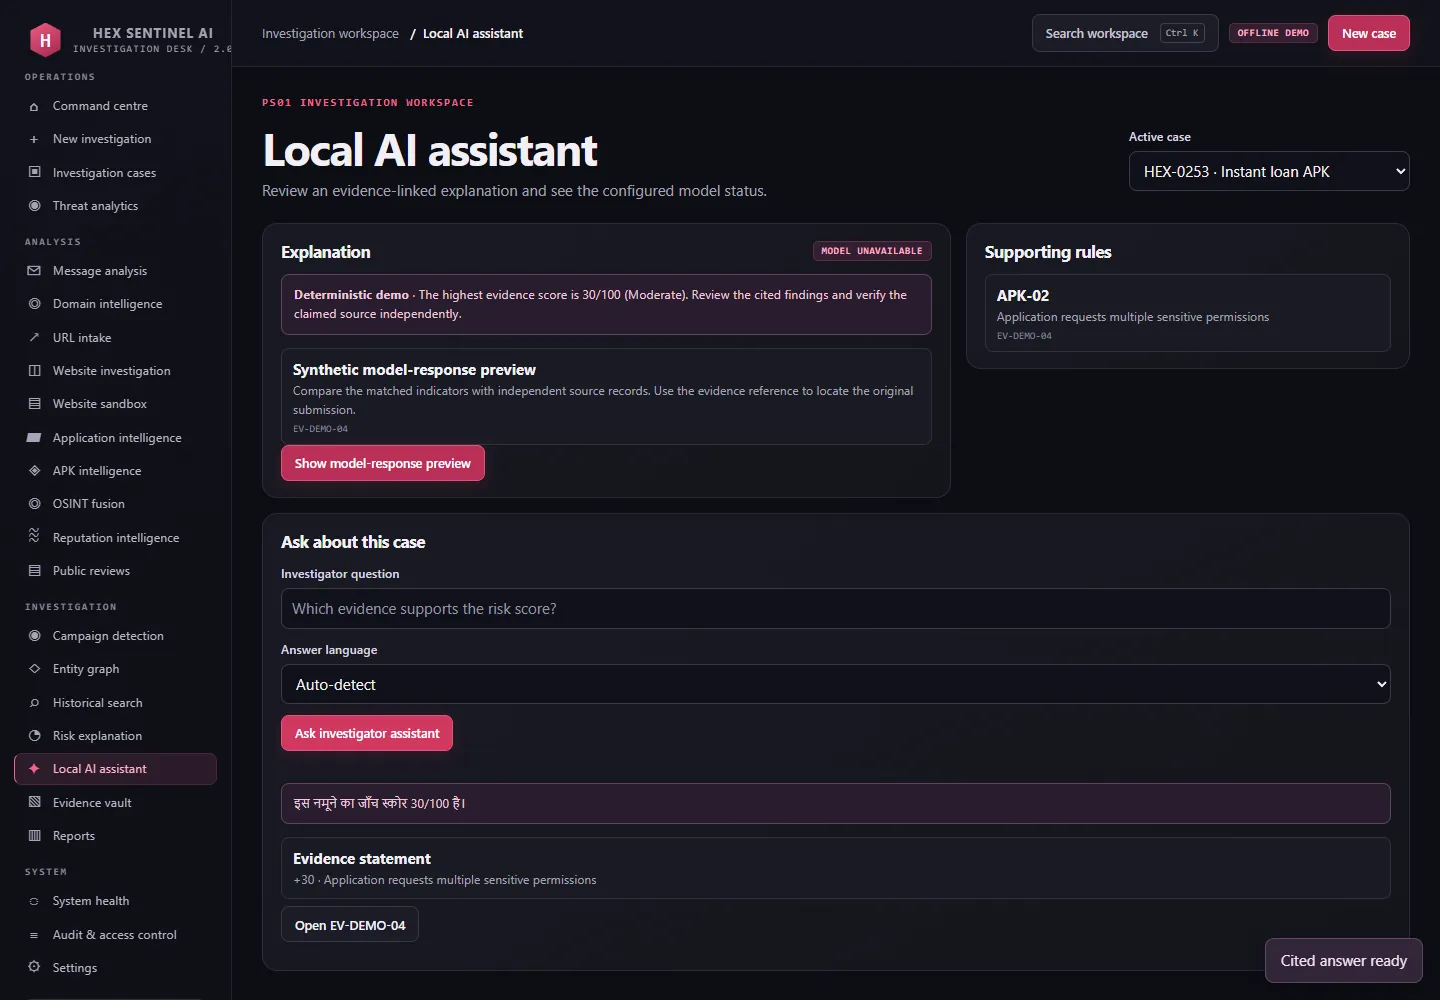 H
HEX SENTINEL AI
INVESTIGATION DESK / 2.0
OPERATIONS
Command centre
New investigation
Investigation cases
Threat analytics
ANALYSIS
Message analysis
Domain intelligence
URL intake
Website investigation
Website sandbox
Application intelligence
APK intelligence
OSINT fusion
Reputation intelligence
Public reviews
INVESTIGATION
Campaign detection
Entity graph
Historical search
Risk explanation
Local AI assistant
Evidence vault
Reports
SYSTEM
System health
Audit & access control
Settings
Investigation workspace / Local AI assistant
Search workspace Ctrl K
OFFLINE DEMO
New case
PS01 INVESTIGATION WORKSPACE
Local AI assistant
Review an evidence-linked explanation and see the configured model status.
Active case
HEX-0253 · Instant loan APK
Explanation
MODEL UNAVAILABLE
Deterministic demo · The highest evidence score is 30/100 (Moderate). Review the cited findings and verify the
claimed source independently.
Synthetic model-response preview
Compare the matched indicators with independent source records. Use the evidence reference to locate the original
submission.
EV-DEMO-04
Show model-response preview
Supporting rules
APK-02
Application requests multiple sensitive permissions
EV-DEMO-04
Ask about this case
Investigator question
Which evidence supports the risk score?
Answer language
Auto-detect
Ask investigator assistant
इस नमूने का जाँच स्कोर 30/100 है।
Evidence statement
+30 · Application requests multiple sensitive permissions
Open EV-DEMO-04
Cited answer ready